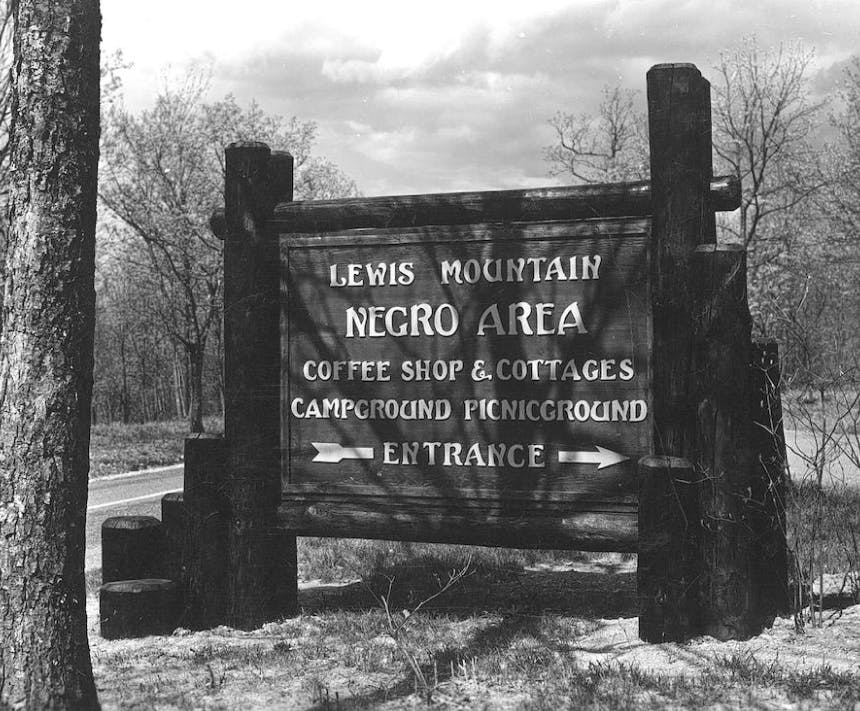 LEWIS MOUNTAIN
NEGRO AREA
COFFEE SHOP & COTTAGES
CAMPGROUND PICNICGROUND
ENTRANCE